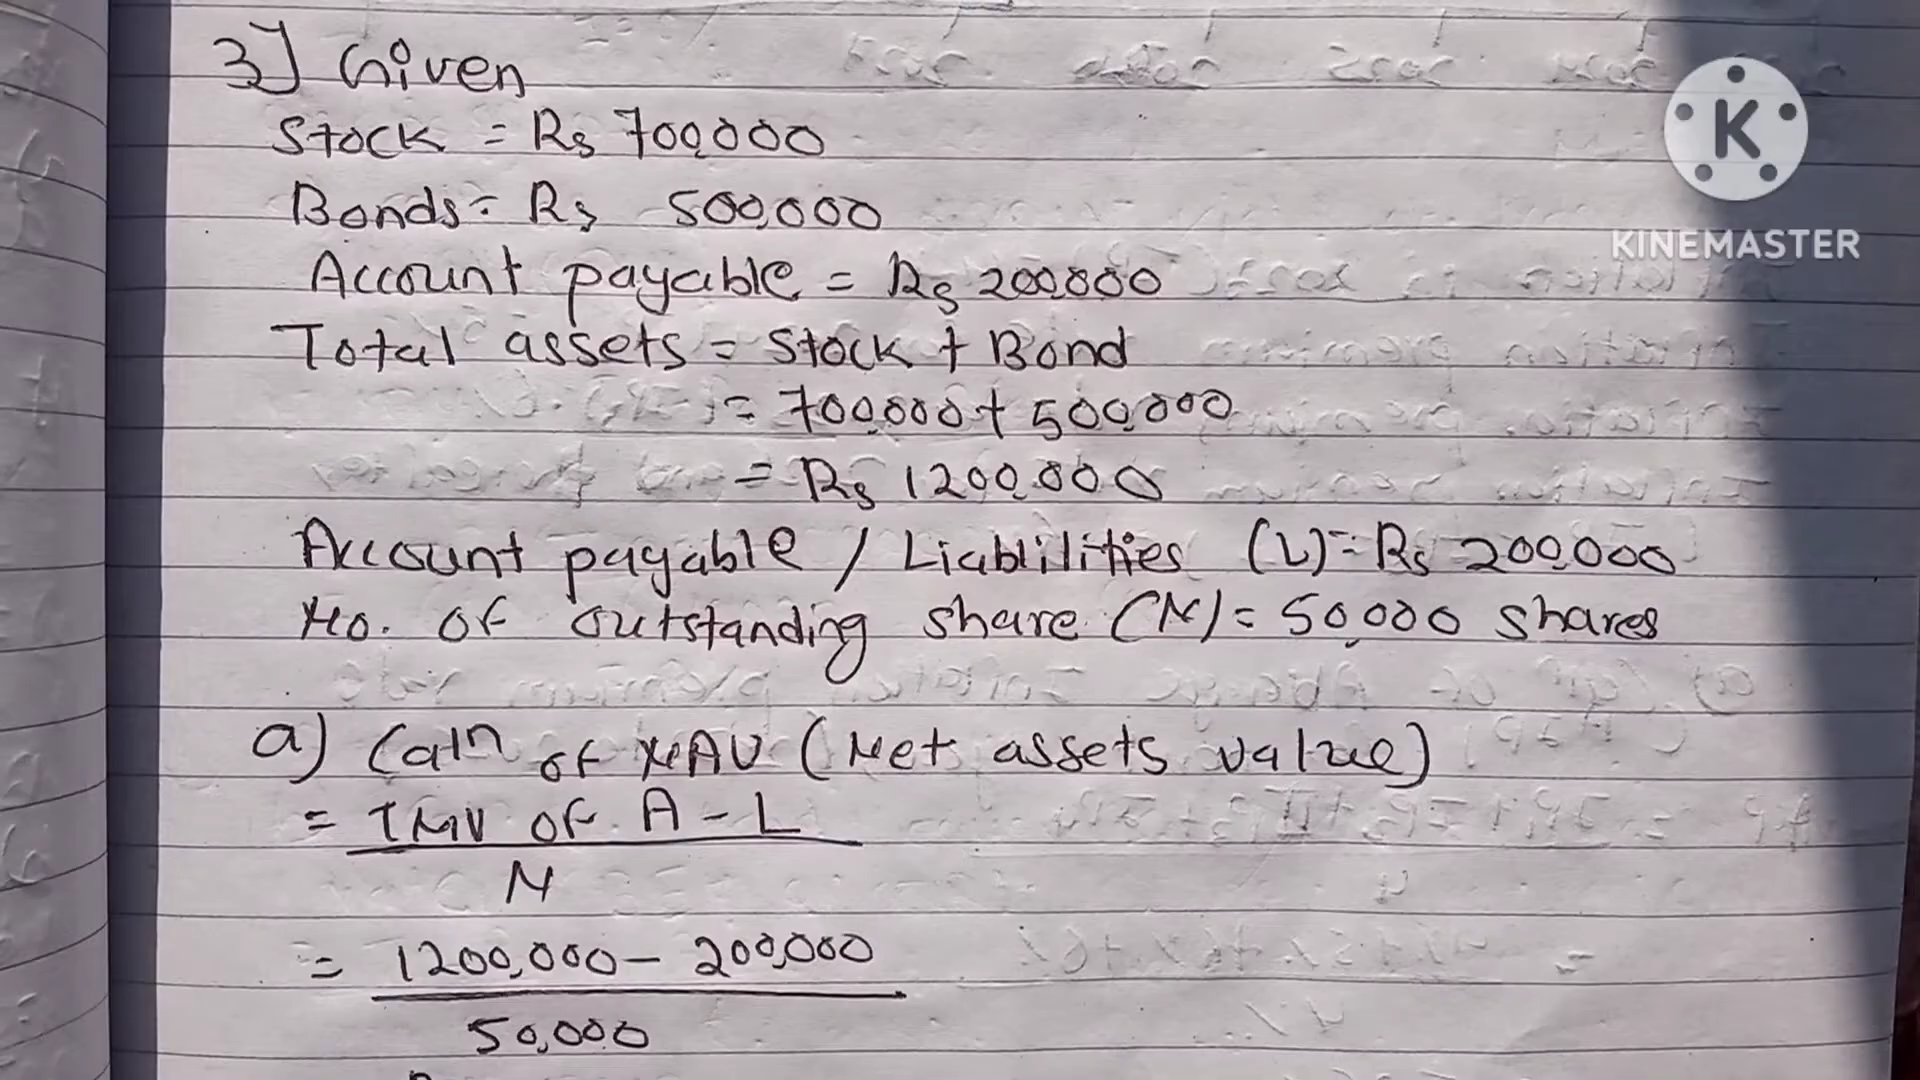 3] Given
Stock = Rs 700,000
Bonds = Rs 500,000
Account payable = Rs 200,000
Total assets = Stock + Bond
= 700,000 + 500,000
= Rs 1200,000
Account payable / Liablilities (L) = Rs 200,000
No. of outstanding share (N) = 50,000 shares
a) Caln of NAV (Net assets value)
= TMV of A - L
N
= 1200,000 - 200,000
50,000
K
KINEMASTER